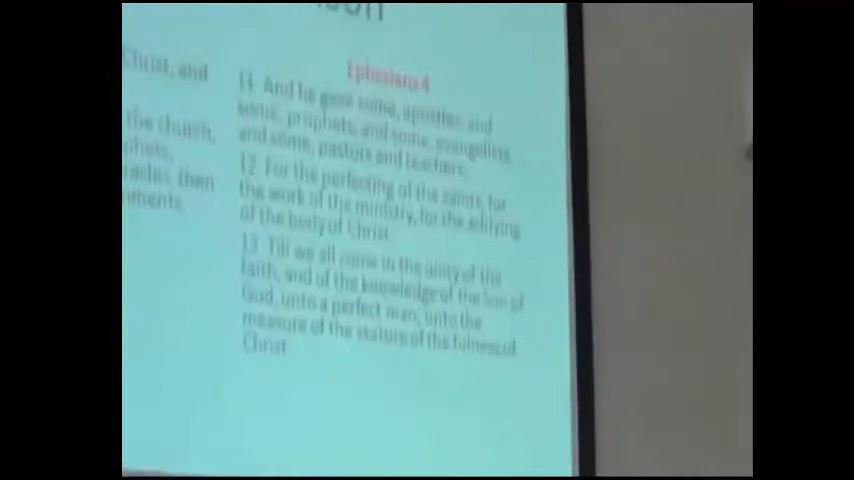 Christ, and
the church,
then
Ephesians 4
11 And he gave some, apostles, and
some, prophets, and some, evangelists,
and some, pastors and teachers,
12 For the perfecting of the saints, for
the work of the ministry, for the edifying
of the body of Christ
13 Till we all come in the unity of the
faith, and of the knowledge of the Son of
God, unto a perfect man, unto the
measure of the stature of the fulness of
Christ